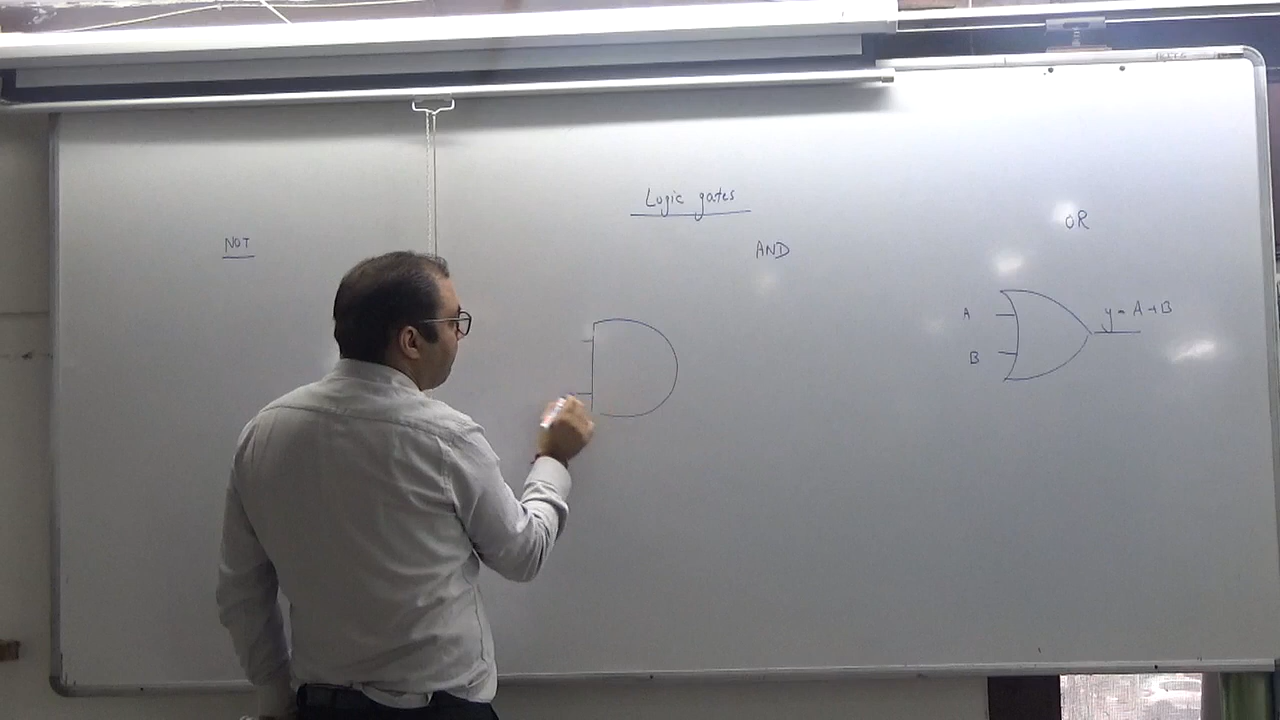 Logic gates
NOT
AND
OR
A
y = A + B
B